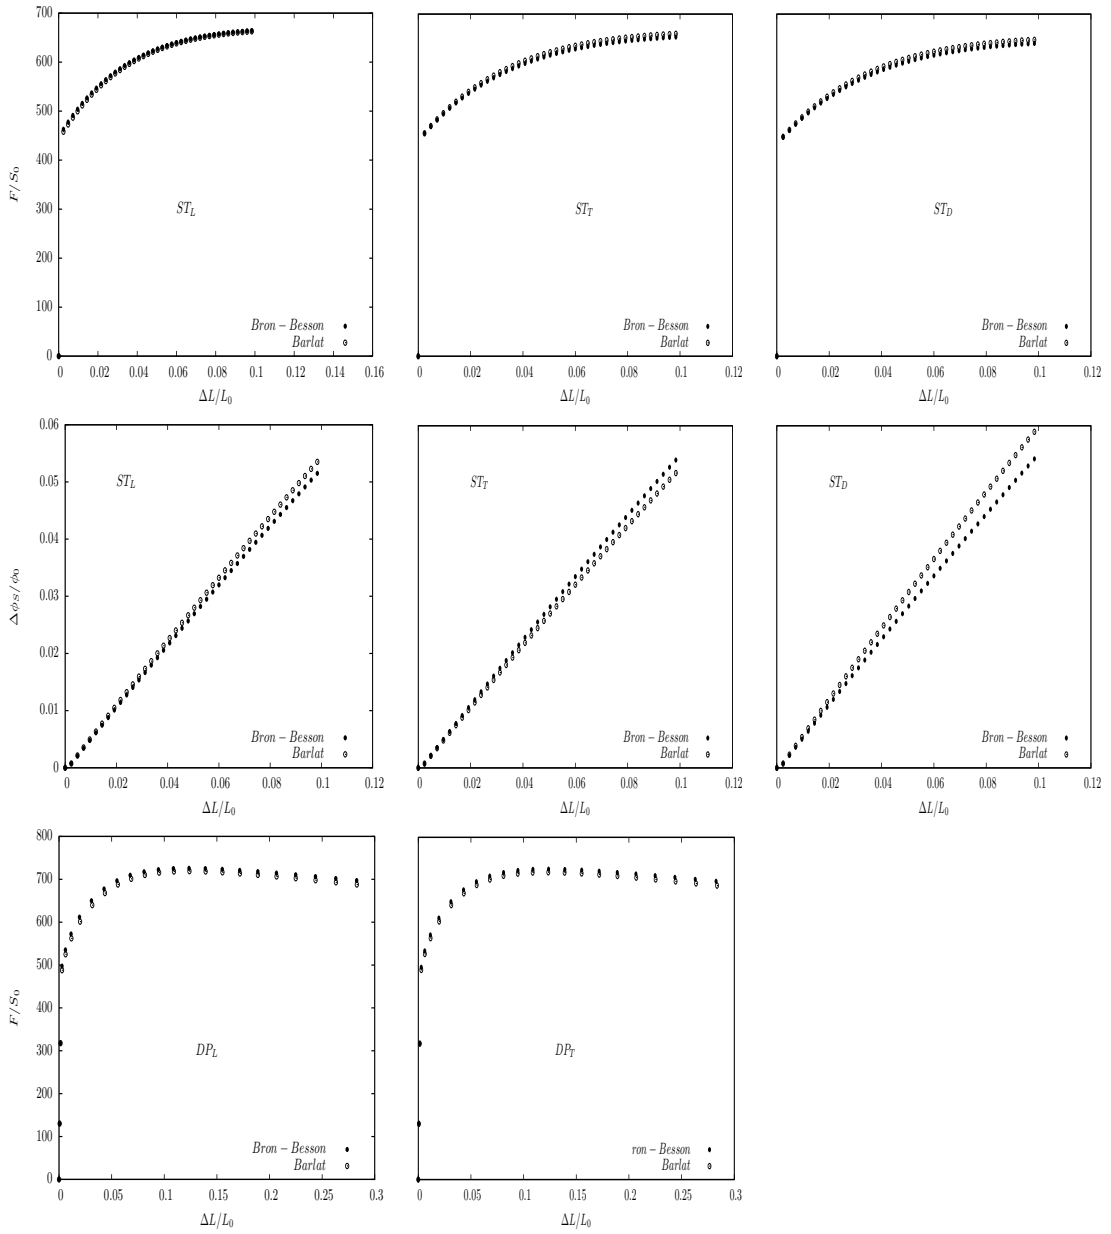 700
600
500
400
300
200
100
0
F/S₀
ST_L
Bron – Besson
Barlat
0 0.02 0.04 0.06 0.08 0.1 0.12 0.14 0.16
ΔL/L₀
ST_T
Bron – Besson
Barlat
0 0.02 0.04 0.06 0.08 0.1 0.12
ΔL/L₀
ST_D
Bron – Besson
Barlat
0 0.02 0.04 0.06 0.08 0.1 0.12
ΔL/L₀
0.06
0.05
0.04
0.03
0.02
0.01
0
Δϕ_S/ϕ₀
ST_L
Bron – Besson
Barlat
0 0.02 0.04 0.06 0.08 0.1 0.12
ΔL/L₀
ST_T
Bron – Besson
Barlat
0 0.02 0.04 0.06 0.08 0.1 0.12
ΔL/L₀
ST_D
Bron – Besson
Barlat
0 0.02 0.04 0.06 0.08 0.1 0.12
ΔL/L₀
800
700
600
500
400
300
200
100
0
F/S₀
DP_L
Bron – Besson
Barlat
0 0.05 0.1 0.15 0.2 0.25 0.3
ΔL/L₀
DP_T
ron – Besson
Barlat
0 0.05 0.1 0.15 0.2 0.25 0.3
ΔL/L₀